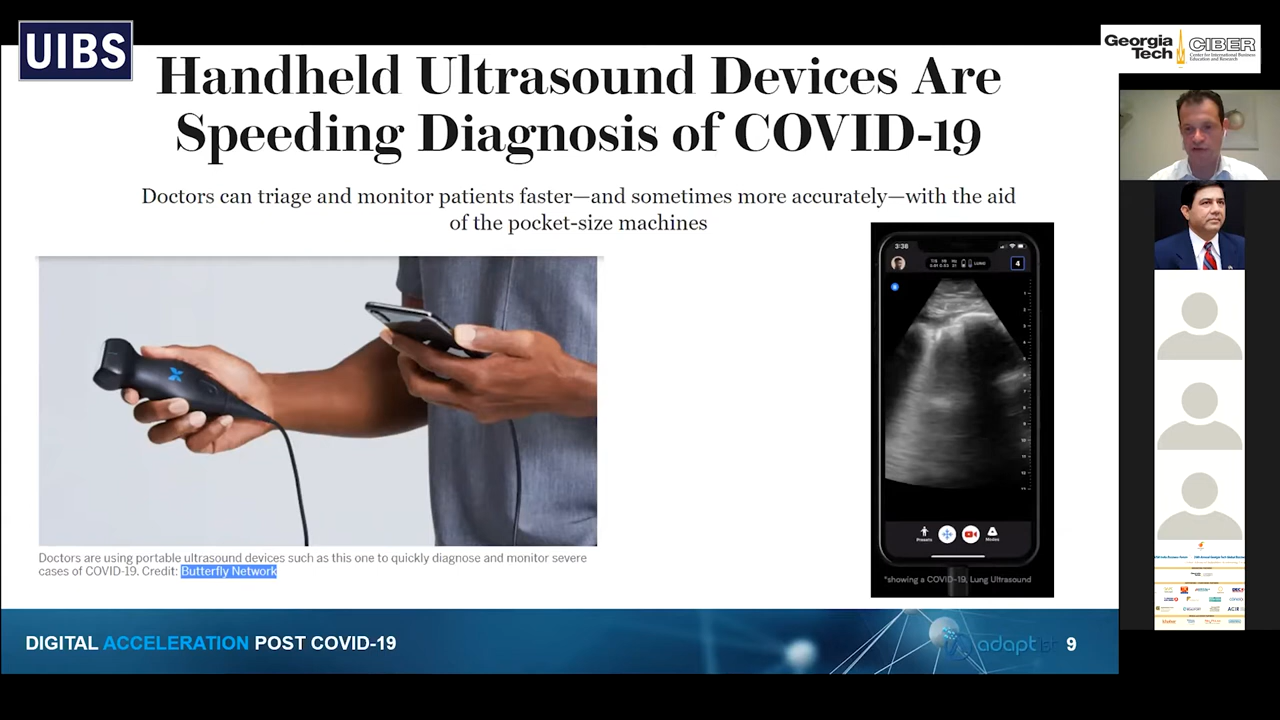 UIBS
Georgia
Tech
CIBER
Center for International Business
Education and Research
Handheld Ultrasound Devices Are
Speeding Diagnosis of COVID-19
Doctors can triage and monitor patients faster—and sometimes more accurately—with the aid
of the pocket-size machines
3:38
LUNG
4
Presets
Modes
*showing a COVID-19, Lung Ultrasound
Doctors are using portable ultrasound devices such as this one to quickly diagnose and monitor severe
cases of COVID-19. Credit: Butterfly Network
DIGITAL ACCELERATION POST COVID-19
adapt
9